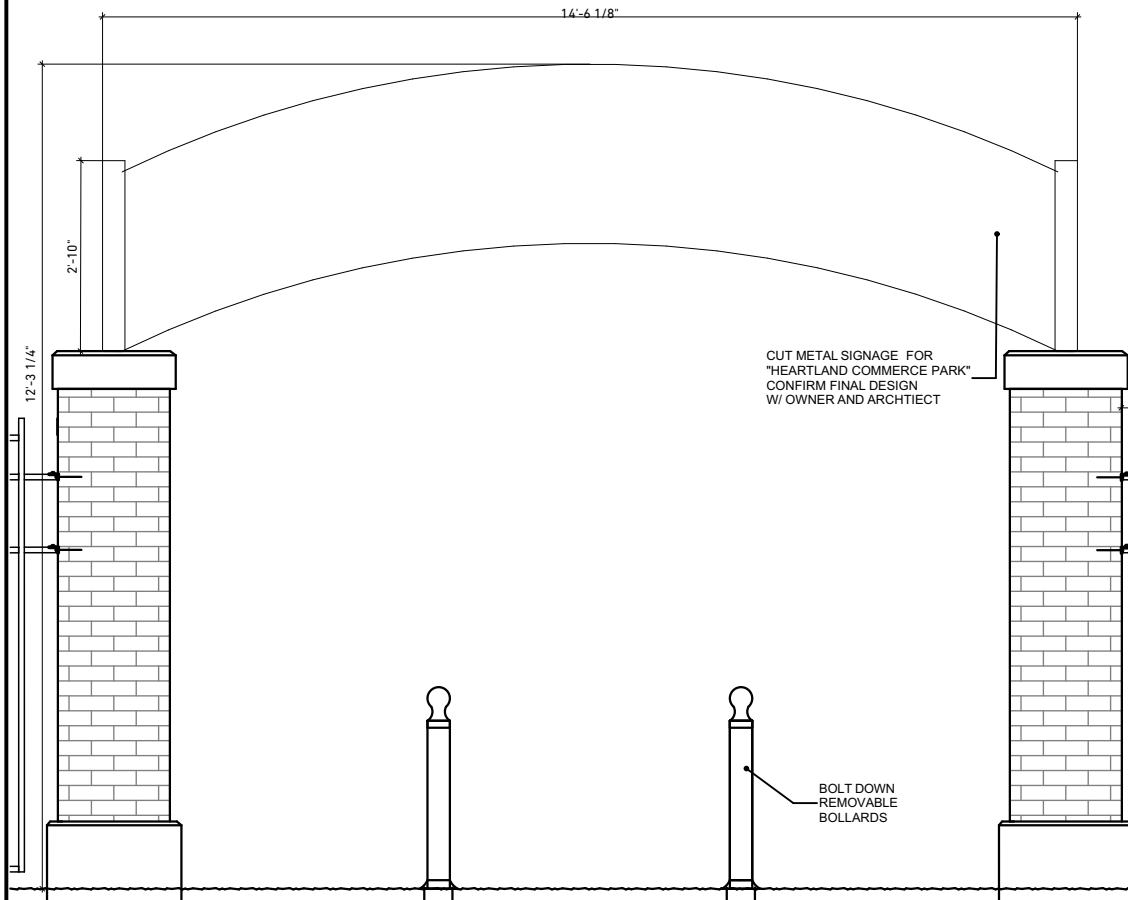 14'-6 1/8"
2'-10"
12'-3 1/4"
CUT METAL SIGNAGE FOR
"HEARTLAND COMMERCE PARK"
CONFIRM FINAL DESIGN
W/ OWNER AND ARCHTIECT
BOLT DOWN
REMOVABLE
BOLLARDS